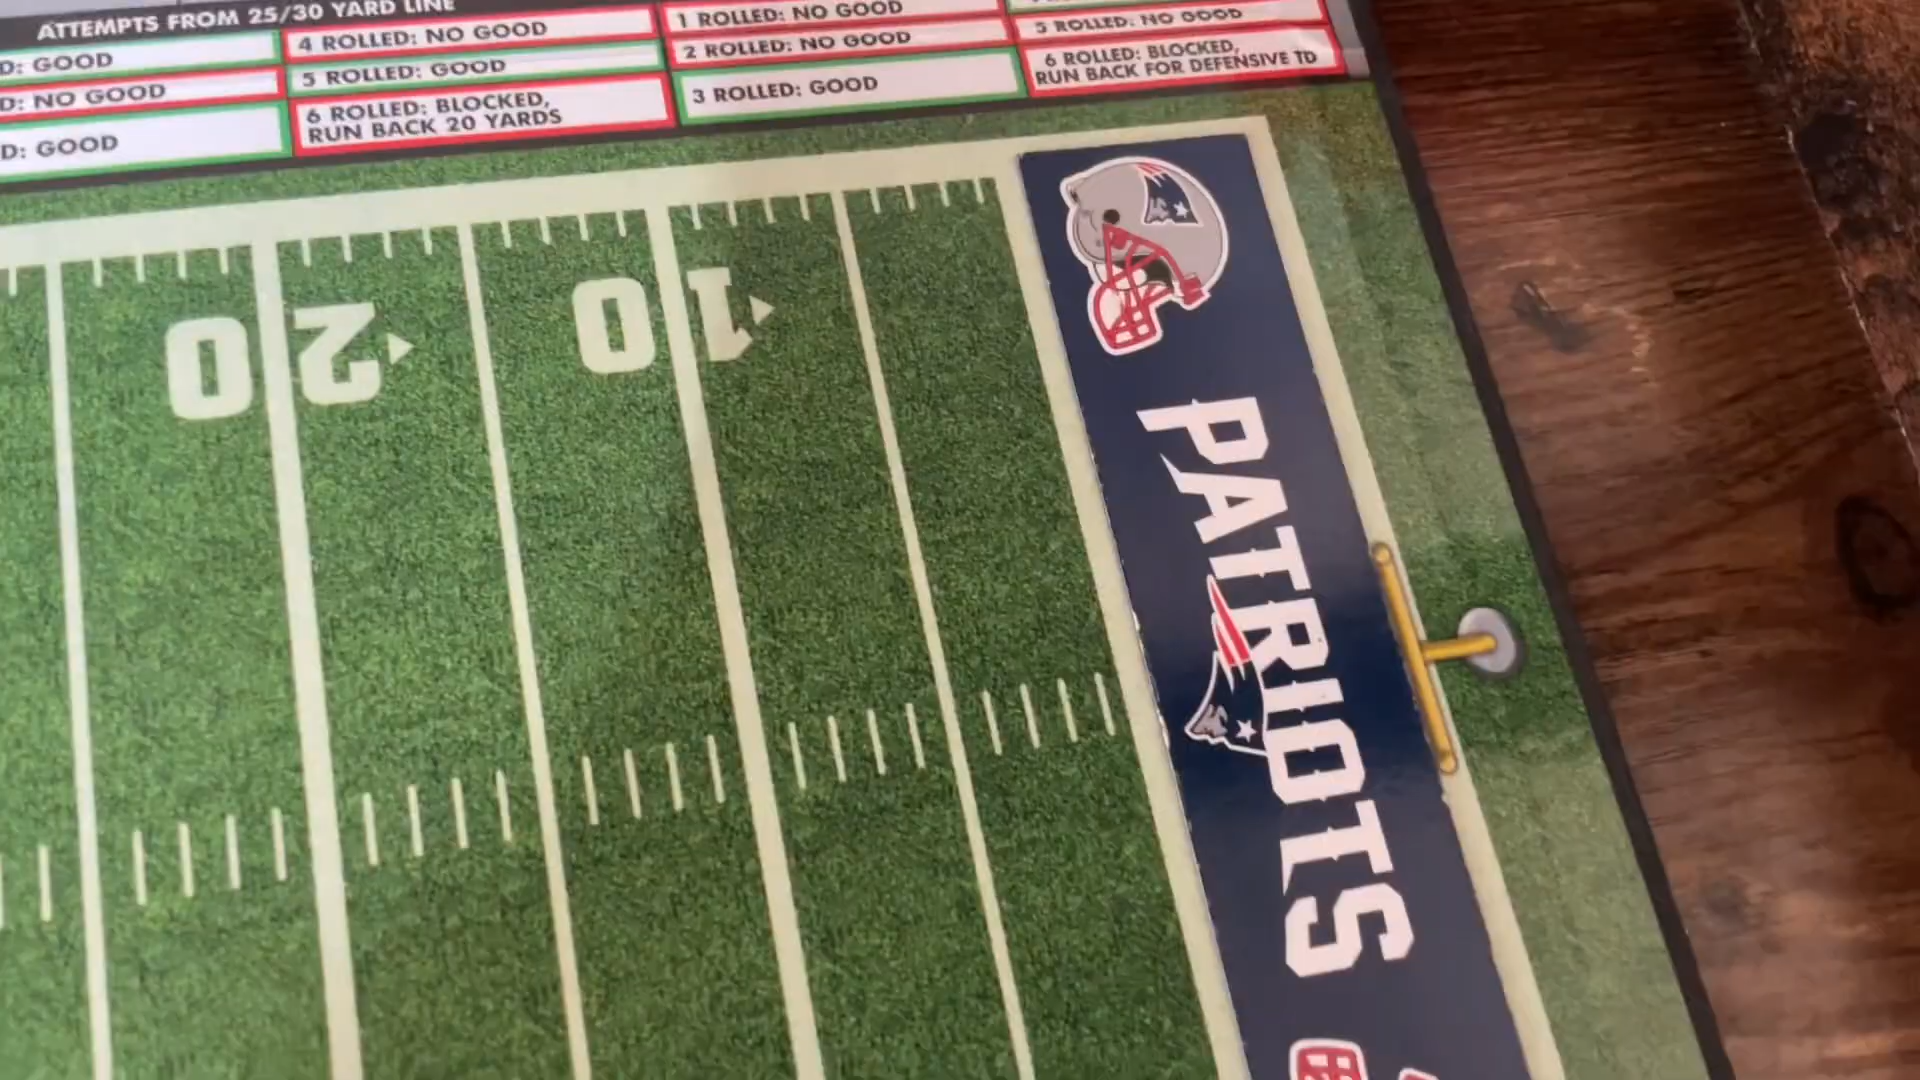 ATTEMPTS FROM 25/30 YARD LINE
D: GOOD
D: NO GOOD
D: GOOD
4 ROLLED: NO GOOD
5 ROLLED: GOOD
6 ROLLED: BLOCKED,
RUN BACK 20 YARDS
1 ROLLED: NO GOOD
2 ROLLED: NO GOOD
3 ROLLED: GOOD
5 ROLLED: NO GOOD
6 ROLLED: BLOCKED,
RUN BACK FOR DEFENSIVE TD
20
10
PATRIOTS